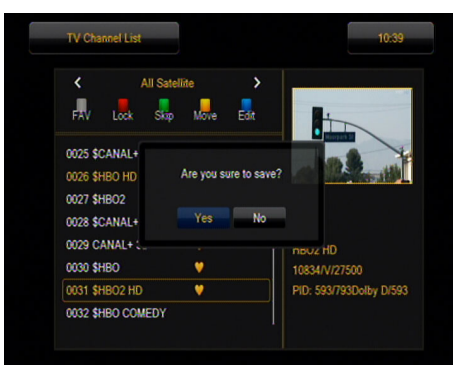 TV Channel List
10:39
All Satellite
FAV Lock Skip Move Edit
0025 $CANAL+
0026 $HBO HD
0027 $HBO2
0028 $CANAL+
0029 CANAL+
0030 $HBO
0031 $HBO2 HD
0032 $HBO COMEDY
Are you sure to save?
Yes No
HBO2 HD
10834/V/27500
PID: 593/793Dolby D/593